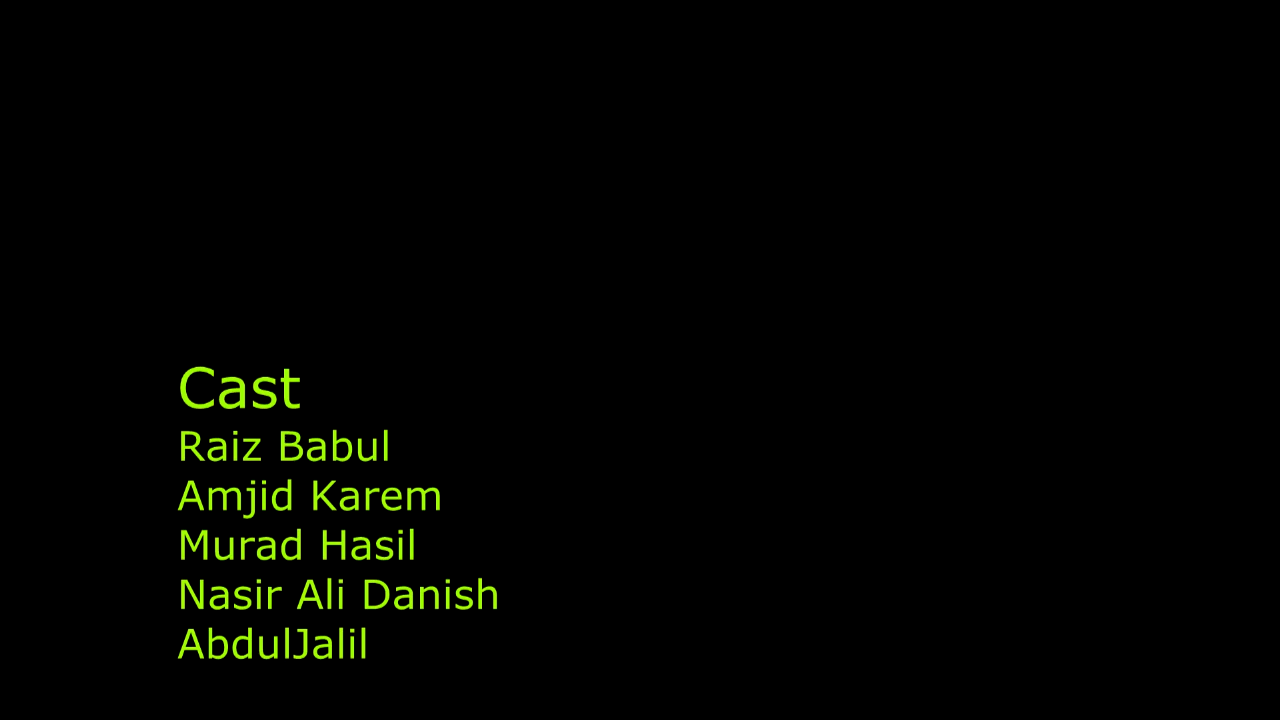 Cast
Raiz Babul
Amjid Karem
Murad Hasil
Nasir Ali Danish
AbdulJalil